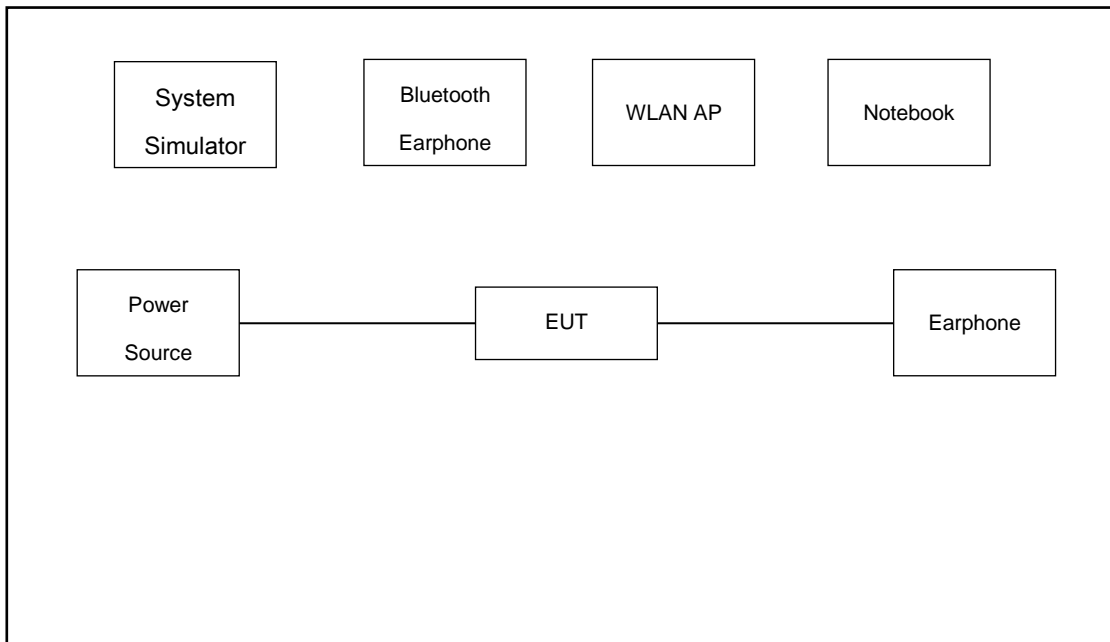 System
Simulator
Bluetooth
Earphone
WLAN AP
Notebook
Power
Source
EUT
Earphone